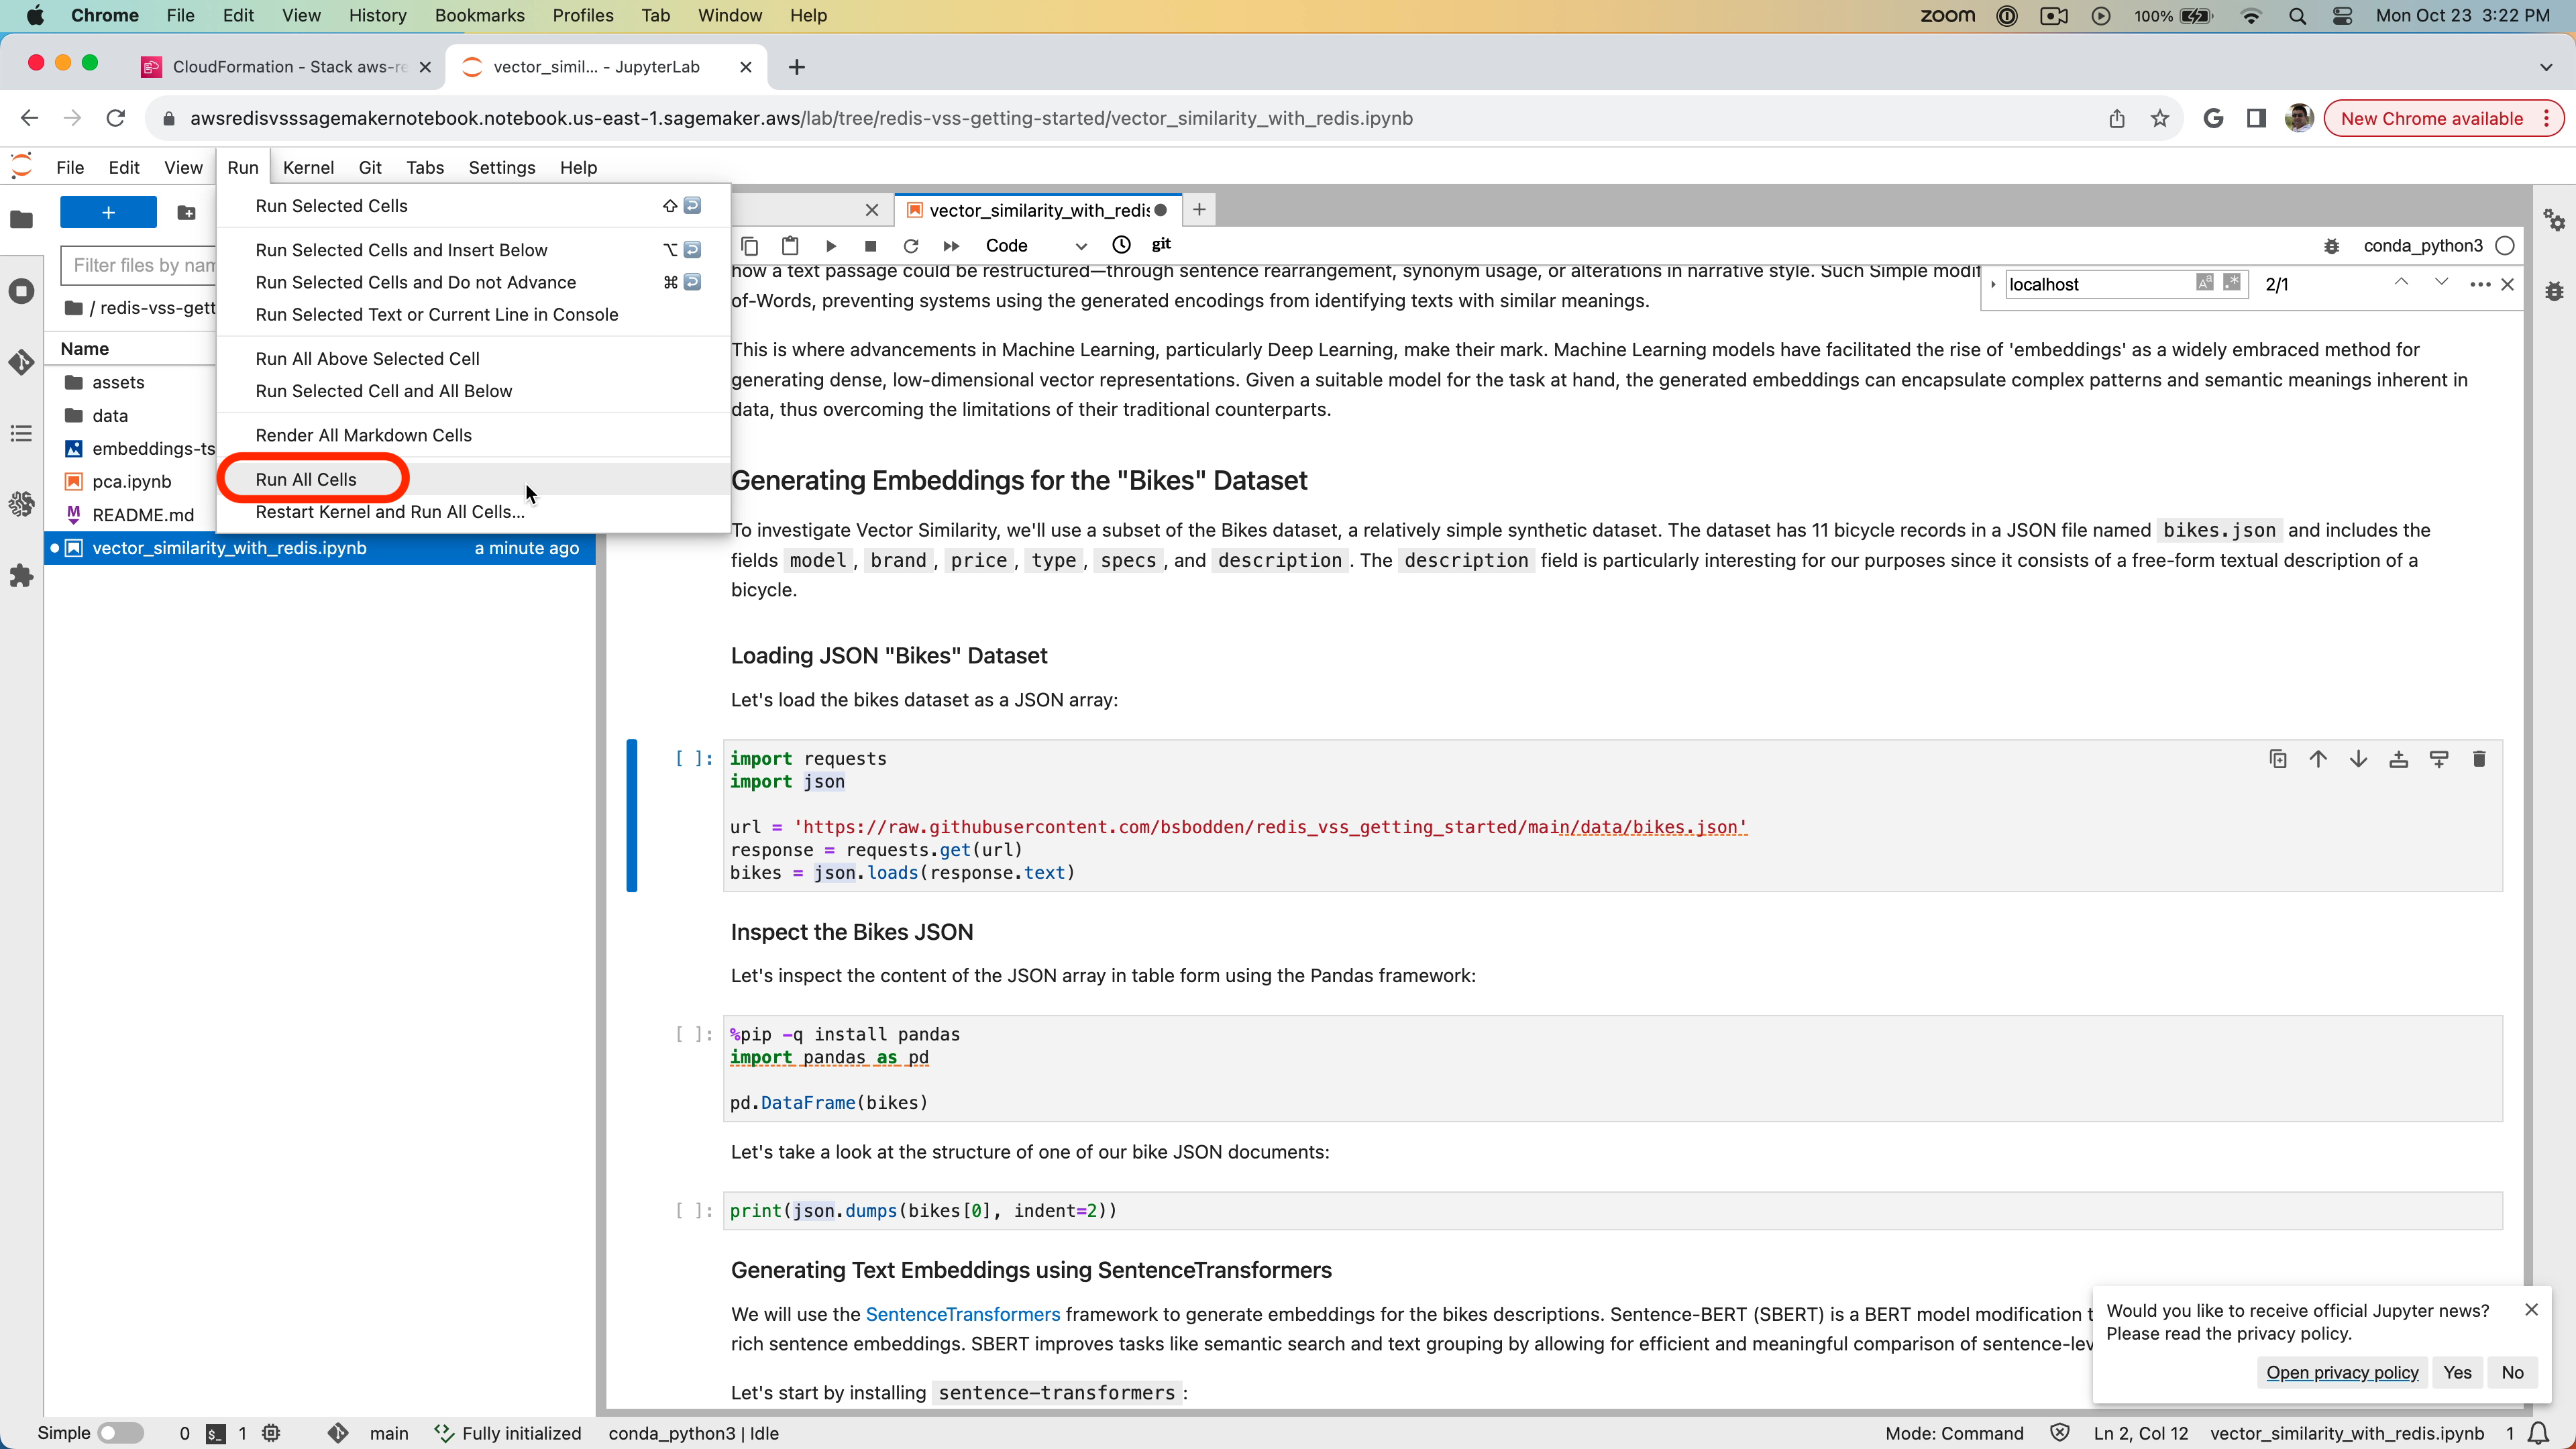 Chrome File Edit View History Bookmarks Profiles Tab Window Help
zoom 100% Mon Oct 23 3:22 PM
CloudFormation - Stack aws-re
vector_simil... - JupyterLab
awsredisvsssagemakernotebook.notebook.us-east-1.sagemaker.aws/lab/tree/redis-vss-getting-started/vector_similarity_with_redis.ipynb
New Chrome available
File Edit View Run Kernel Git Tabs Settings Help
Run Selected Cells
Run Selected Cells and Insert Below
Run Selected Cells and Do not Advance
Run Selected Text or Current Line in Console
Run All Above Selected Cell
Run Selected Cell and All Below
Render All Markdown Cells
Run All Cells
Restart Kernel and Run All Cells...
+
Filter files by nam
/ redis-vss-gett
Name
assets
data
embeddings-ts
pca.ipynb
README.md
vector_similarity_with_redis.ipynb a minute ago
vector_similarity_with_redis
Code git conda_python3
localhost 2/1
how a text passage could be restructured—through sentence rearrangement, synonym usage, or alterations in narrative style. Such Simple modif
of-Words, preventing systems using the generated encodings from identifying texts with similar meanings.
This is where advancements in Machine Learning, particularly Deep Learning, make their mark. Machine Learning models have facilitated the rise of 'embeddings' as a widely embraced method for
generating dense, low-dimensional vector representations. Given a suitable model for the task at hand, the generated embeddings can encapsulate complex patterns and semantic meanings inherent in
data, thus overcoming the limitations of their traditional counterparts.
Generating Embeddings for the "Bikes" Dataset
To investigate Vector Similarity, we'll use a subset of the Bikes dataset, a relatively simple synthetic dataset. The dataset has 11 bicycle records in a JSON file named bikes.json and includes the
fields model , brand , price , type , specs , and description . The description field is particularly interesting for our purposes since it consists of a free-form textual description of a
bicycle.
Loading JSON "Bikes" Dataset
Let's load the bikes dataset as a JSON array:
[ ]: import requests
import json
url = 'https://raw.githubusercontent.com/bsbodden/redis_vss_getting_started/main/data/bikes.json'
response = requests.get(url)
bikes = json.loads(response.text)
Inspect the Bikes JSON
Let's inspect the content of the JSON array in table form using the Pandas framework:
[ ]: %pip -q install pandas
import pandas as pd
pd.DataFrame(bikes)
Let's take a look at the structure of one of our bike JSON documents:
[ ]: print(json.dumps(bikes[0], indent=2))
Generating Text Embeddings using SentenceTransformers
We will use the SentenceTransformers framework to generate embeddings for the bikes descriptions. Sentence-BERT (SBERT) is a BERT model modification t
rich sentence embeddings. SBERT improves tasks like semantic search and text grouping by allowing for efficient and meaningful comparison of sentence-lev
Let's start by installing sentence-transformers :
Would you like to receive official Jupyter news?
Please read the privacy policy.
Open privacy policy Yes No
Simple 0 1 main Fully initialized conda_python3 | Idle
Mode: Command Ln 2, Col 12 vector_similarity_with_redis.ipynb 1